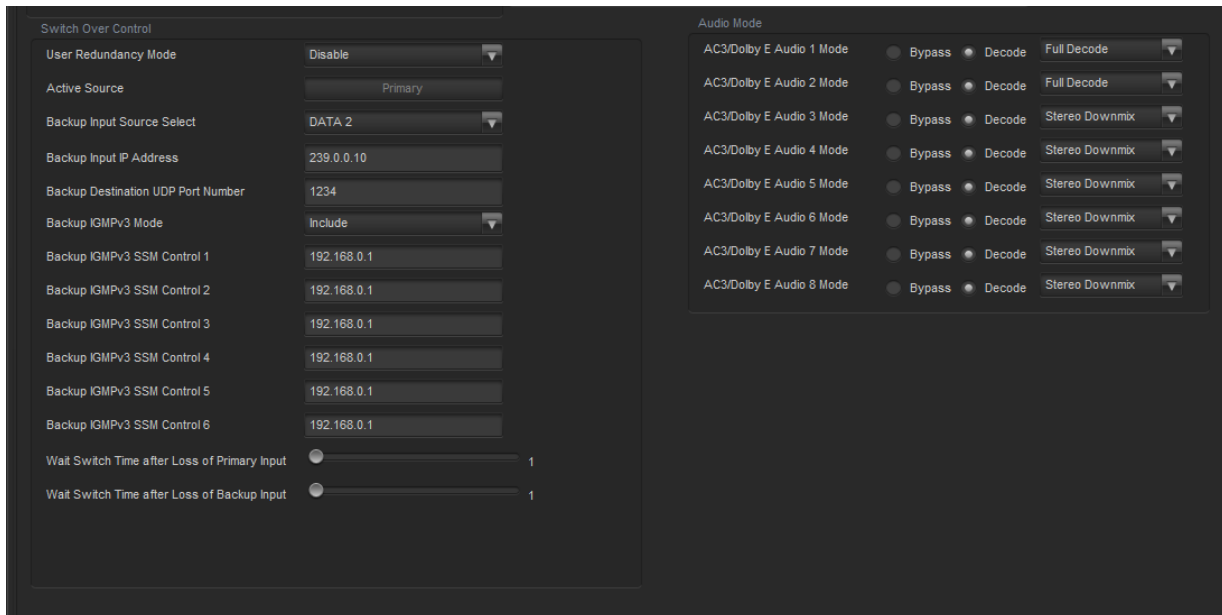 Switch Over Control
User Redundancy Mode Disable
Active Source Primary
Backup Input Source Select DATA 2
Backup Input IP Address 239.0.0.10
Backup Destination UDP Port Number 1234
Backup IGMPv3 Mode Include
Backup IGMPv3 SSM Control 1 192.168.0.1
Backup IGMPv3 SSM Control 2 192.168.0.1
Backup IGMPv3 SSM Control 3 192.168.0.1
Backup IGMPv3 SSM Control 4 192.168.0.1
Backup IGMPv3 SSM Control 5 192.168.0.1
Backup IGMPv3 SSM Control 6 192.168.0.1
Wait Switch Time after Loss of Primary Input 1
Wait Switch Time after Loss of Backup Input 1
Audio Mode
AC3/Dolby E Audio 1 Mode Bypass Decode Full Decode
AC3/Dolby E Audio 2 Mode Bypass Decode Full Decode
AC3/Dolby E Audio 3 Mode Bypass Decode Stereo Downmix
AC3/Dolby E Audio 4 Mode Bypass Decode Stereo Downmix
AC3/Dolby E Audio 5 Mode Bypass Decode Stereo Downmix
AC3/Dolby E Audio 6 Mode Bypass Decode Stereo Downmix
AC3/Dolby E Audio 7 Mode Bypass Decode Stereo Downmix
AC3/Dolby E Audio 8 Mode Bypass Decode Stereo Downmix